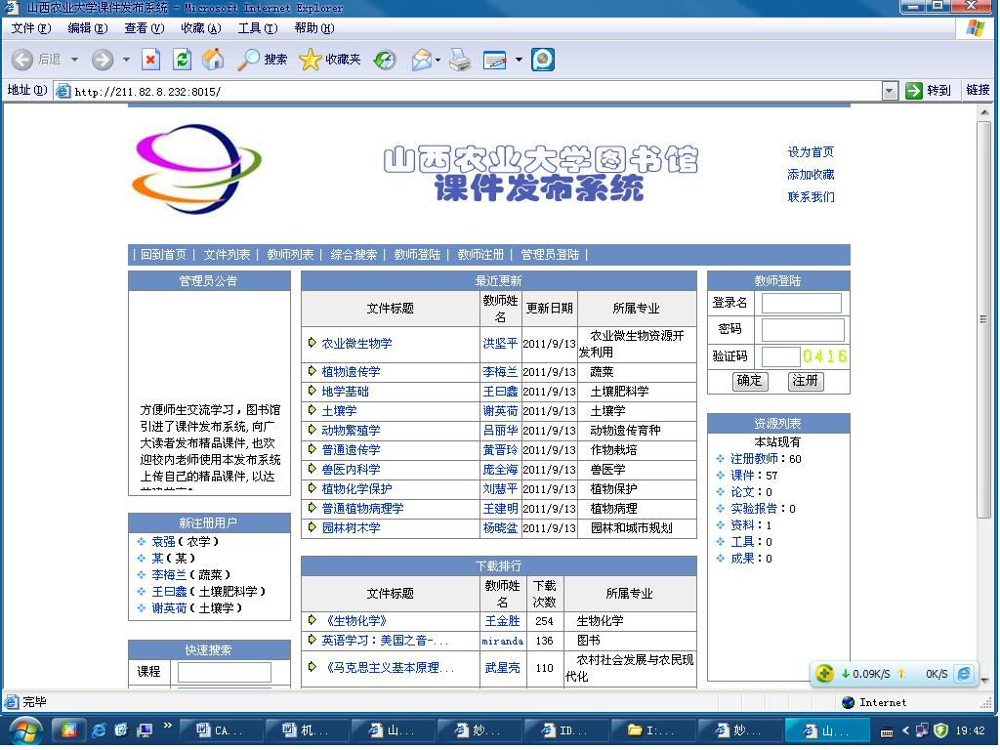 山西农业大学课件发布系统 - Microsoft Internet Explorer
文件(F) 编辑(E) 查看(V) 收藏(A) 工具(T) 帮助(H)
后退 搜索 收藏夹
地址(D) http://211.82.8.232:8015/ 转到 链接
山西农业大学图书馆
课件发布系统
设为首页
添加收藏
联系我们
| 回到首页 | 文件列表 | 教师列表 | 综合搜索 | 教师登陆 | 教师注册 | 管理员登陆 |
管理员公告
方便师生交流学习，图书馆
引进了课件发布系统,向广
大读者发布精品课件,也欢
迎校内老师使用本发布系统
上传自己的精品课件,以达
新注册用户
袁强(农学)
某(某)
李梅兰(蔬菜)
王曰鑫(土壤肥料学)
谢英荷(土壤学)
快速搜索
课程
最近更新
文件标题 教师姓名 更新日期 所属专业
农业微生物学 洪坚平 2011/9/13 农业微生物资源开发利用
植物遗传学 李梅兰 2011/9/13 蔬菜
地学基础 王曰鑫 2011/9/13 土壤肥料学
土壤学 谢英荷 2011/9/13 土壤学
动物繁殖学 吕丽华 2011/9/13 动物遗传育种
普通遗传学 黄晋玲 2011/9/13 作物栽培
兽医内科学 庞全海 2011/9/13 兽医学
植物化学保护 刘慧平 2011/9/13 植物保护
普通植物病理学 王建明 2011/9/13 植物病理
园林树木学 杨晓盆 2011/9/13 园林和城市规划
下载排行
文件标题 教师姓名 下载次数 所属专业
《生物化学》 王金胜 254 生物化学
英语学习：美国之音-... miranda 136 图书
《马克思主义基本原理... 武星亮 110 农村社会发展与农民现代化
教师登陆
登录名
密码
验证码 0416
确定 注册
资源列表
本站现有
注册教师：60
课件：57
论文：0
实验报告：0
资料：1
工具：0
成果：0
0.09K/S 0K/S
完毕 Internet
CA... 机... 山... 妙... ID... I:... 妙... 山... 19:42